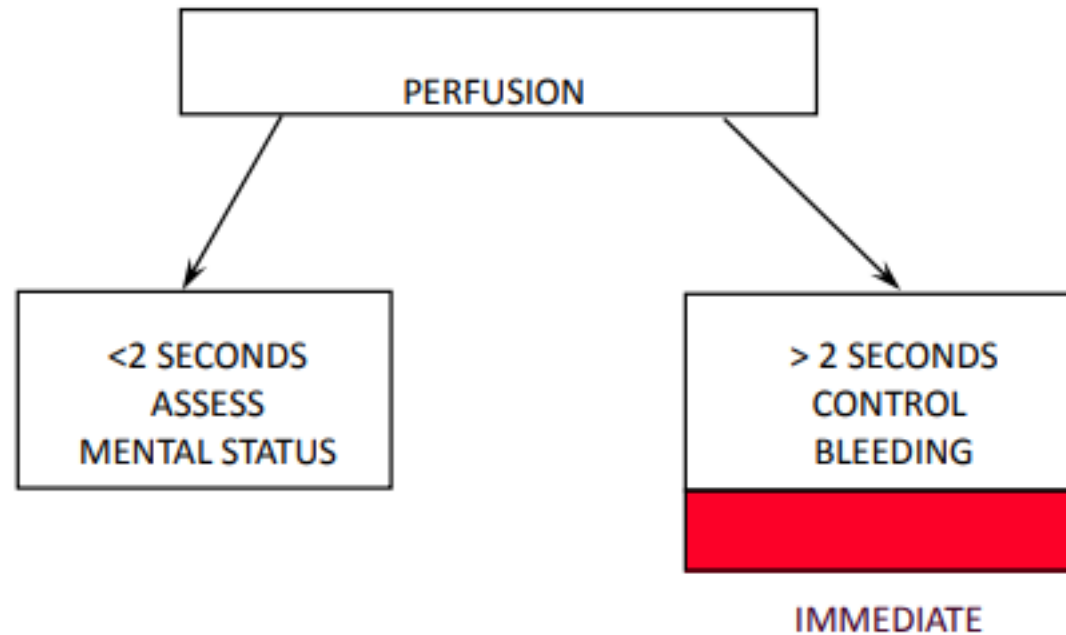 PERFUSION
<2 SECONDS
ASSESS
MENTAL STATUS
> 2 SECONDS
CONTROL
BLEEDING
IMMEDIATE